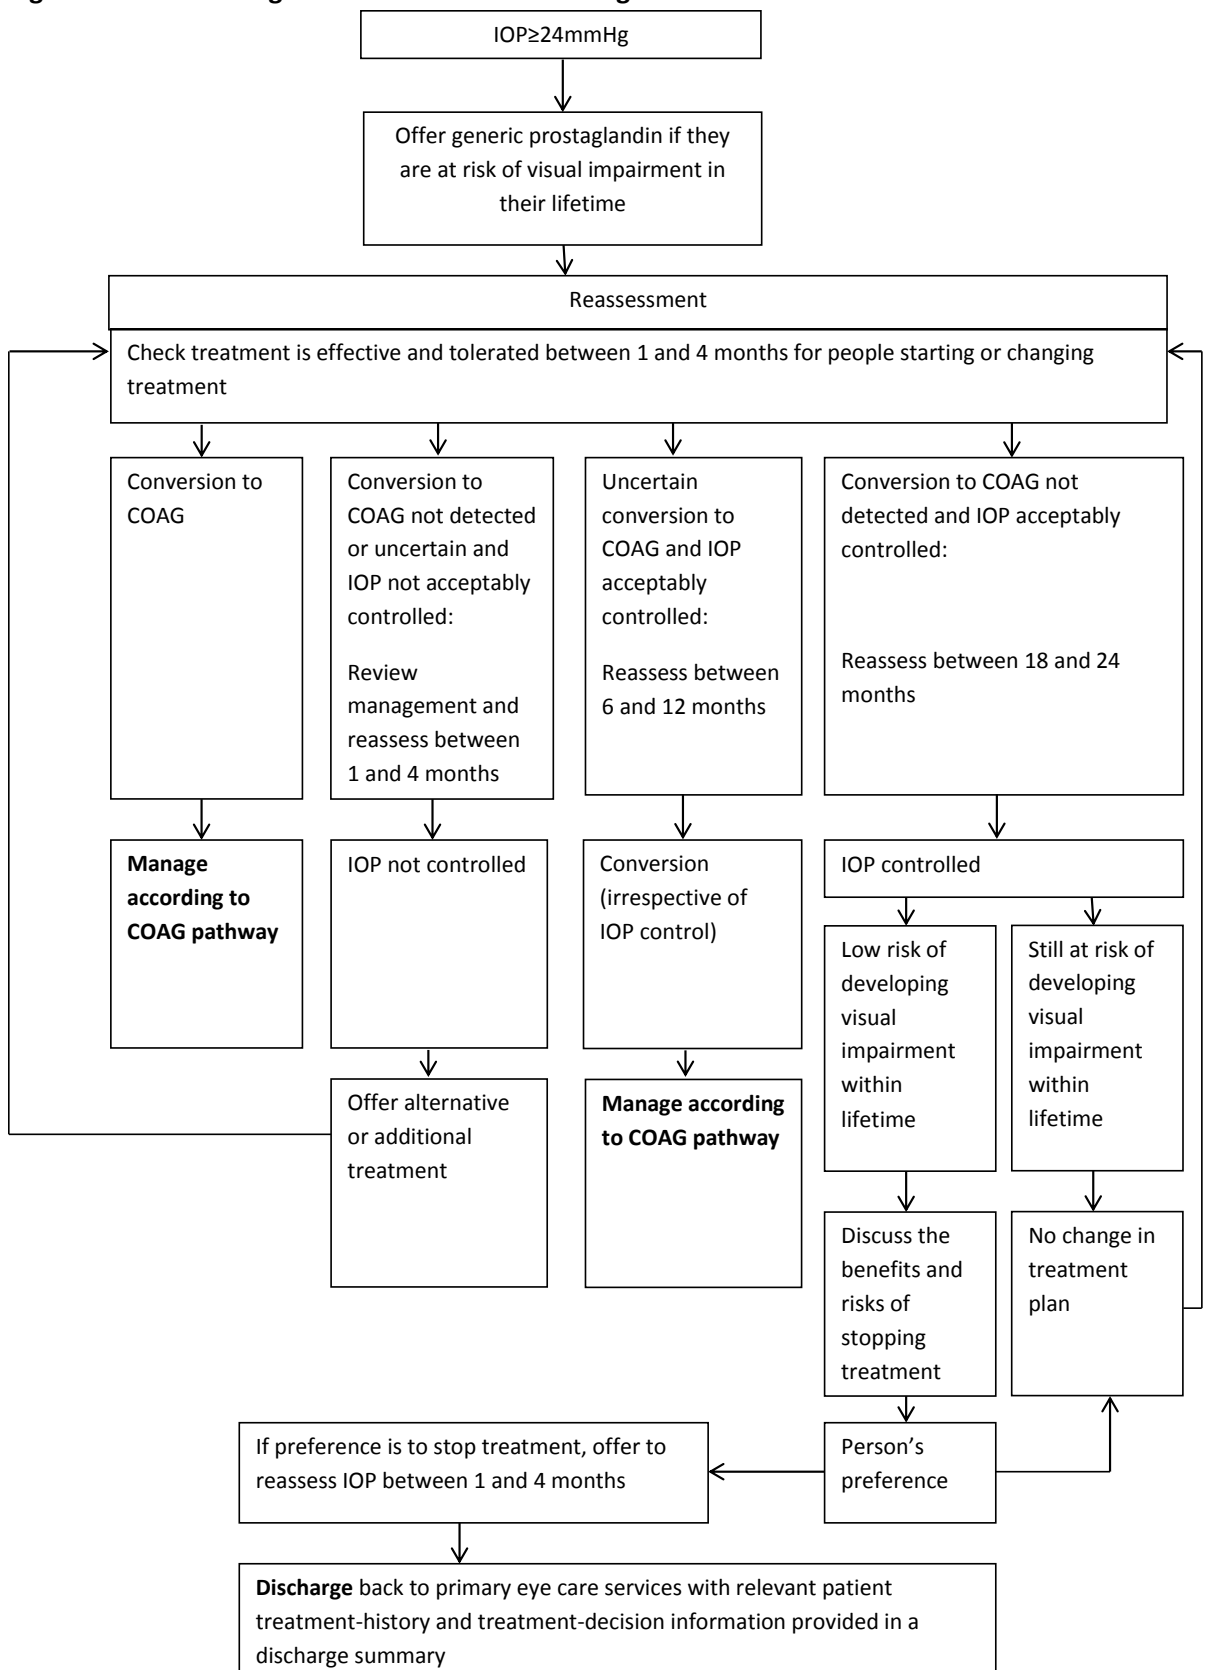 IOP≥24mmHg
Offer generic prostaglandin if they
are at risk of visual impairment in
their lifetime
Reassessment
Check treatment is effective and tolerated between 1 and 4 months for people starting or changing
treatment
Conversion to
COAG
Conversion to
COAG not detected
or uncertain and
IOP not acceptably
controlled:
Review
management and
reassess between
1 and 4 months
Uncertain
conversion to
COAG and IOP
acceptably
controlled:
Reassess between
6 and 12 months
Conversion to COAG not
detected and IOP acceptably
controlled:
Reassess between 18 and 24
months
Manage
according to
COAG pathway
IOP not controlled
Conversion
(irrespective of
IOP control)
IOP controlled
Low risk of
developing
visual
impairment
within
lifetime
Still at risk of
developing
visual
impairment
within
lifetime
Offer alternative
or additional
treatment
Manage according
to COAG pathway
Discuss the
benefits and
risks of
stopping
treatment
No change in
treatment
plan
If preference is to stop treatment, offer to
reassess IOP between 1 and 4 months
Person’s
preference
Discharge back to primary eye care services with relevant patient
treatment-history and treatment-decision information provided in a
discharge summary